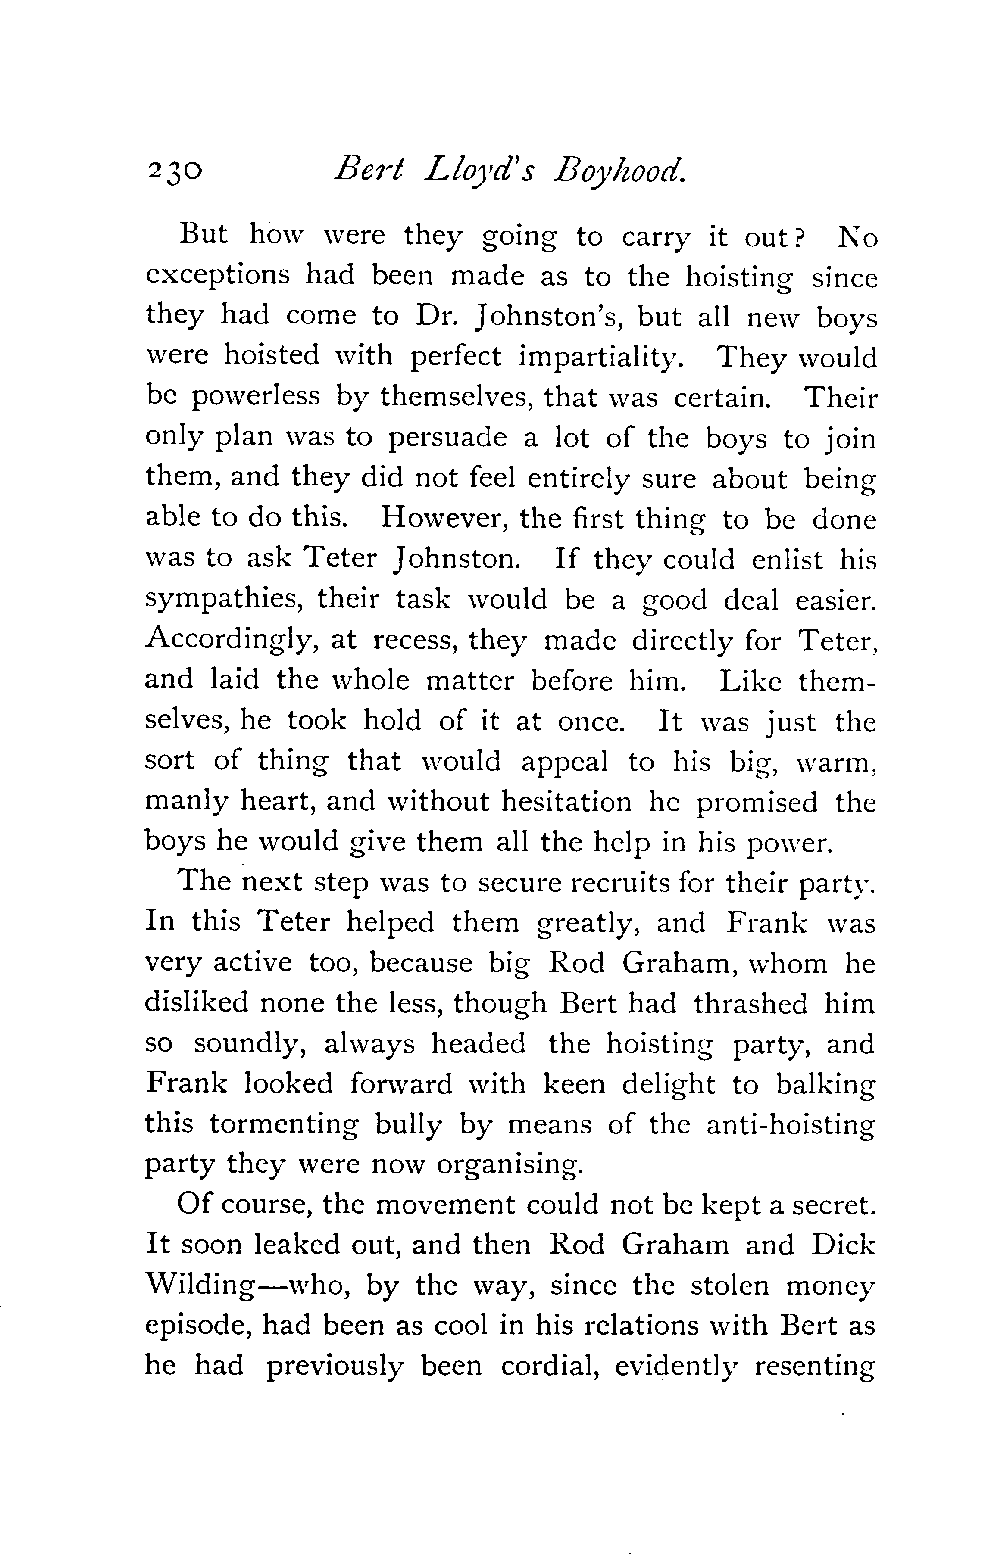 230 Bert Lloyd's Boyhood.
But how were they going to carry it out? No
exceptions had been made as to the hoisting since
they had come to Dr. Johnston's, but all new boys
were hoisted with perfect impartiality. They would
be powerless by themselves, that was certain. Their
only plan was to persuade a lot of the boys to join
them, and they did not feel entirely sure about being
able to do this. However, the first thing to be done
was to ask Teter Johnston. If they could enlist his
sympathies, their task would be a good deal easier.
Accordingly, at recess, they made directly for Teter,
and laid the whole matter before him. Like them-
selves, he took hold of it at once. It was just the
sort of thing that would appeal to his big, warm,
manly heart, and without hesitation he promised the
boys he would give them all the help in his power.
The next step was to secure recruits for their party.
In this Teter helped them greatly, and Frank was
very active too, because big Rod Graham, whom he
disliked none the less, though Bert had thrashed him
so soundly, always headed the hoisting party, and
Frank looked forward with keen delight to balking
this tormenting bully by means of the anti-hoisting
party they were now organising.
Of course, the movement could not be kept a secret.
It soon leaked out, and then Rod Graham and Dick
Wilding—who, by the way, since the stolen money
episode, had been as cool in his relations with Bert as
he had previously been cordial, evidently resenting